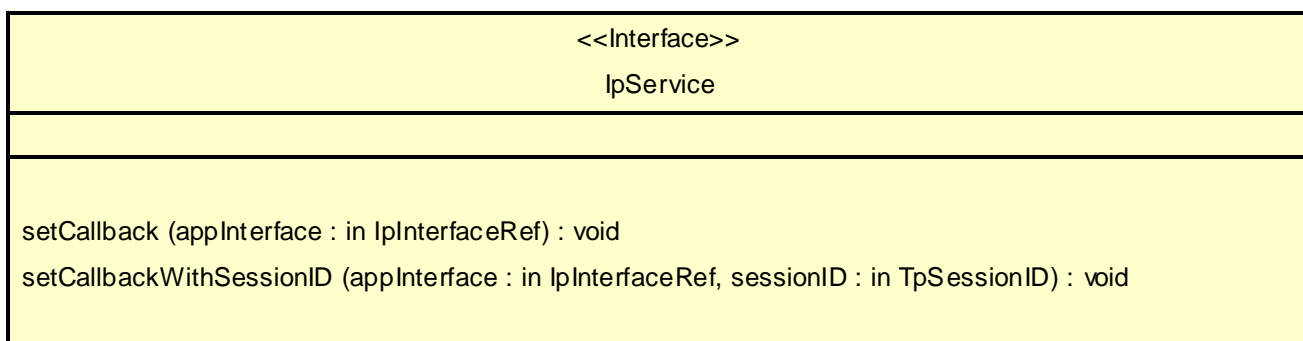 <<Interface>>
IpService
setCallback (appInterface : in IpInterfaceRef) : void
setCallbackWithSessionID (appInterface : in IpInterfaceRef, sessionID : in TpSessionID) : void